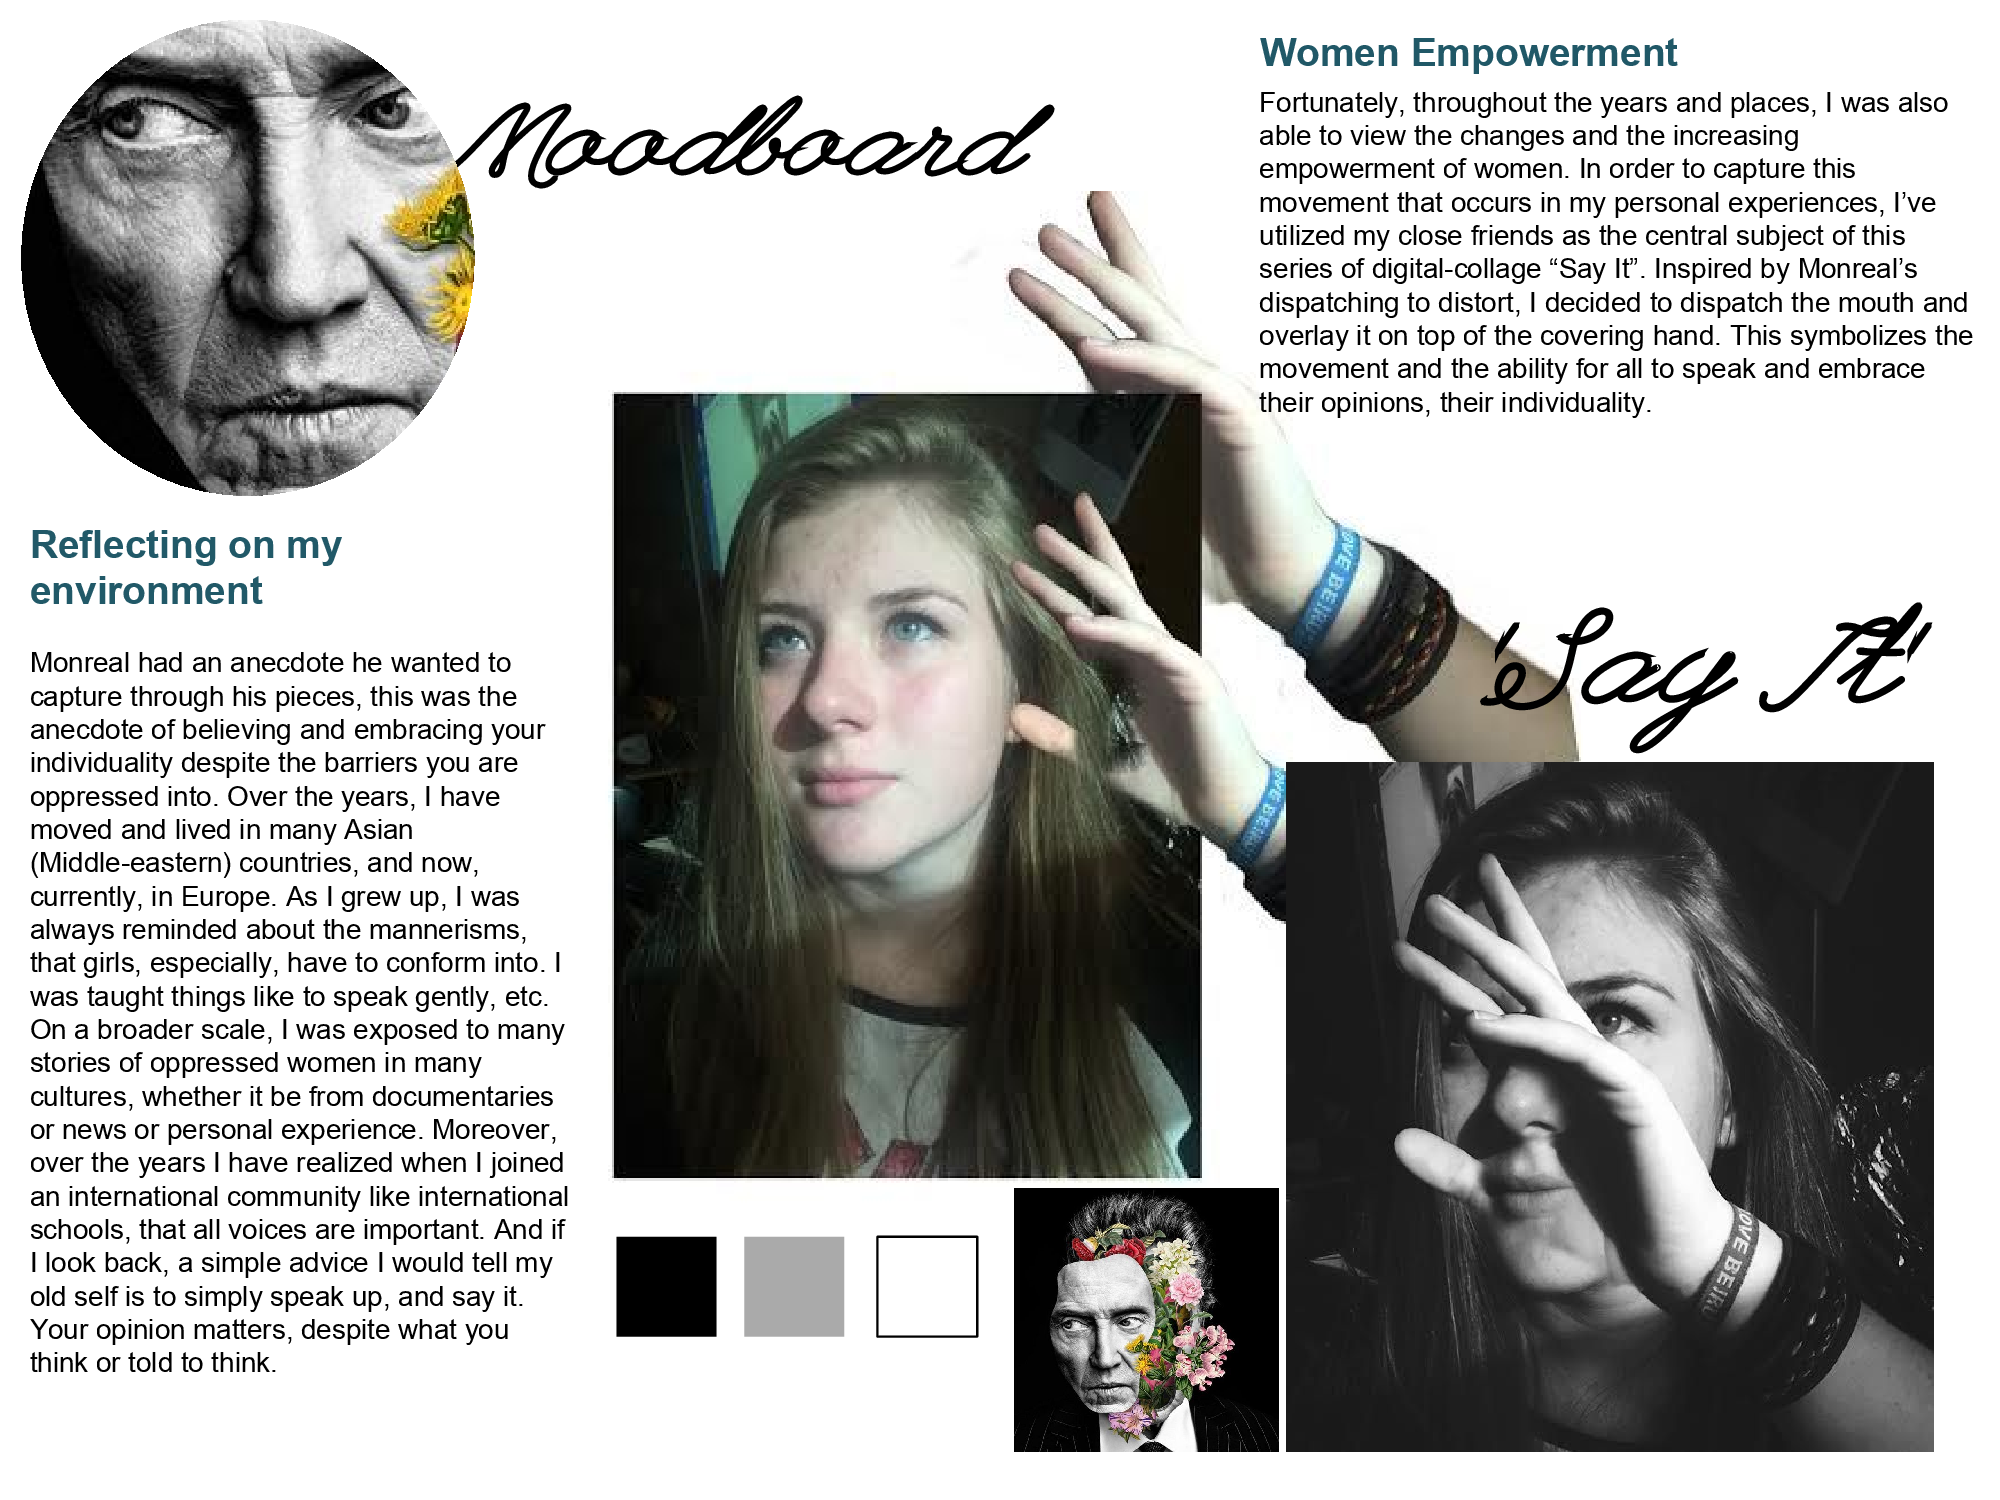 Moodboard
Women Empowerment
Fortunately, throughout the years and places, I was also
able to view the changes and the increasing
empowerment of women. In order to capture this
movement that occurs in my personal experiences, I’ve
utilized my close friends as the central subject of this
series of digital-collage “Say It”. Inspired by Monreal’s
dispatching to distort, I decided to dispatch the mouth and
overlay it on top of the covering hand. This symbolizes the
movement and the ability for all to speak and embrace
their opinions, their individuality.
Reflecting on my
environment
Monreal had an anecdote he wanted to
capture through his pieces, this was the
anecdote of believing and embracing your
individuality despite the barriers you are
oppressed into. Over the years, I have
moved and lived in many Asian
(Middle-eastern) countries, and now,
currently, in Europe. As I grew up, I was
always reminded about the mannerisms,
that girls, especially, have to conform into. I
was taught things like to speak gently, etc.
On a broader scale, I was exposed to many
stories of oppressed women in many
cultures, whether it be from documentaries
or news or personal experience. Moreover,
over the years I have realized when I joined
an international community like international
schools, that all voices are important. And if
I look back, a simple advice I would tell my
old self is to simply speak up, and say it.
Your opinion matters, despite what you
think or told to think.
'Say It'